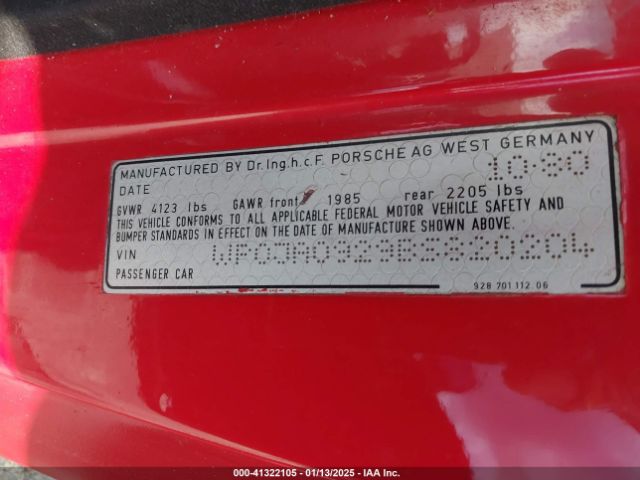 MANUFACTURED BY Dr.Ing.h.c.F. PORSCHE AG WEST GERMANY
DATE 10-80
GVWR 4123 lbs GAWR front 1985 rear 2205 lbs
THIS VEHICLE CONFORMS TO ALL APPLICABLE FEDERAL MOTOR VEHICLE SAFETY AND
BUMPER STANDARDS IN EFFECT ON THE DATE OF MANUFACTURE SHOWN ABOVE.
VIN WP0JA0929BS820204
PASSENGER CAR
928 701 112 06
000-41322105 - 01/13/2025 - IAA Inc.